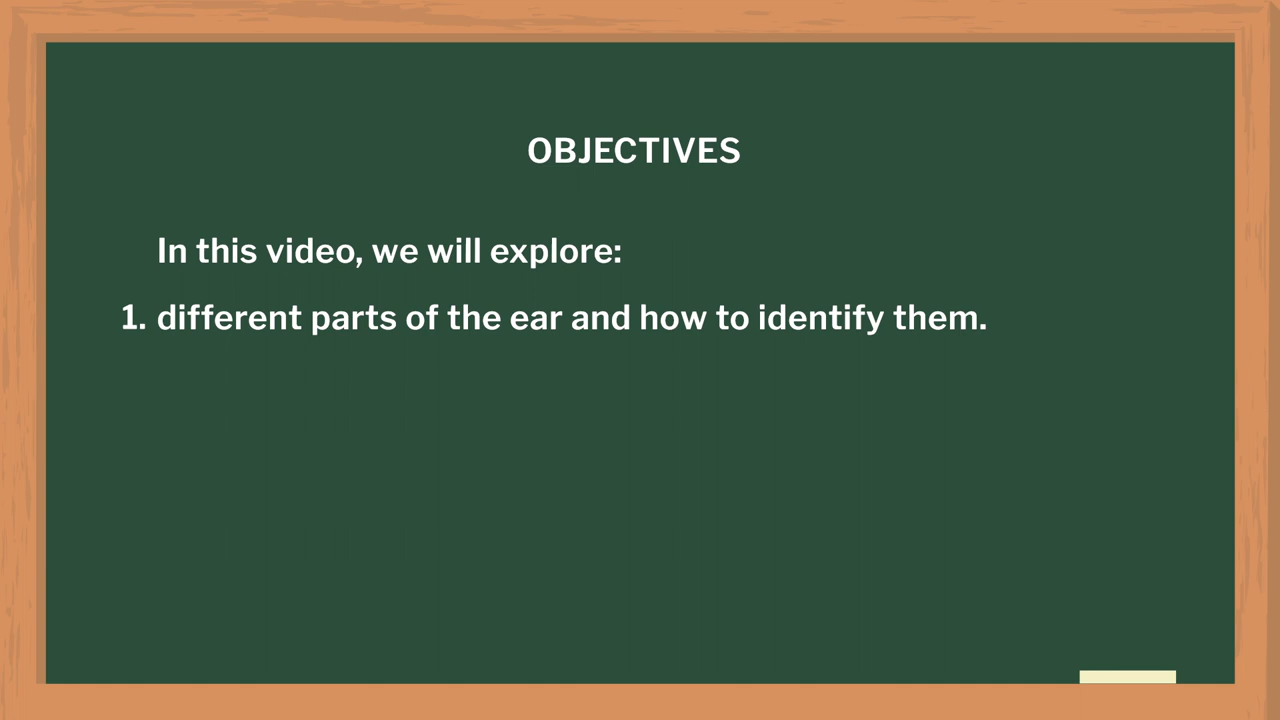 OBJECTIVES
In this video, we will explore:
1. different parts of the ear and how to identify them.